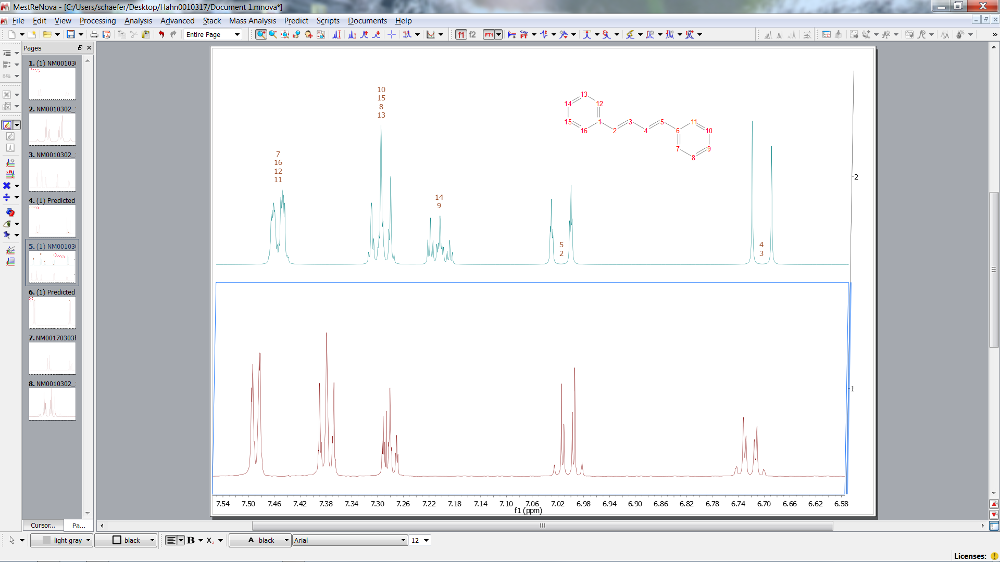 MestReNova - [C:/Users/schaefer/Desktop/Hahn0010317/Document 1.mnova*]
File Edit View Processing Analysis Advanced Stack Mass Analysis Predict Scripts Documents Help
Entire Page f1 f2 FT1 »
Pages
1. (1) NM00103
2. NM0010302_
3. NM0010302_
4. (1) Predicted
5. (1) NM00103
6. (1) Predicted
7. NM00170303
8. NM0010302_
10
15
8
13
7
16
12
11
14
9
5
2
4
3
13
14 12
15 1 3 5 11
16 2 4 6 10
7 9
8
2
1
7.54 7.50 7.46 7.42 7.38 7.34 7.30 7.26 7.22 7.18 7.14 7.10 7.06 7.02 6.98 6.94 6.90 6.86 6.82 6.78 6.74 6.70 6.66 6.62 6.58
f1 (ppm)
Cursor... Pa...
light gray black B X₂ A black Arial 12
Licenses: